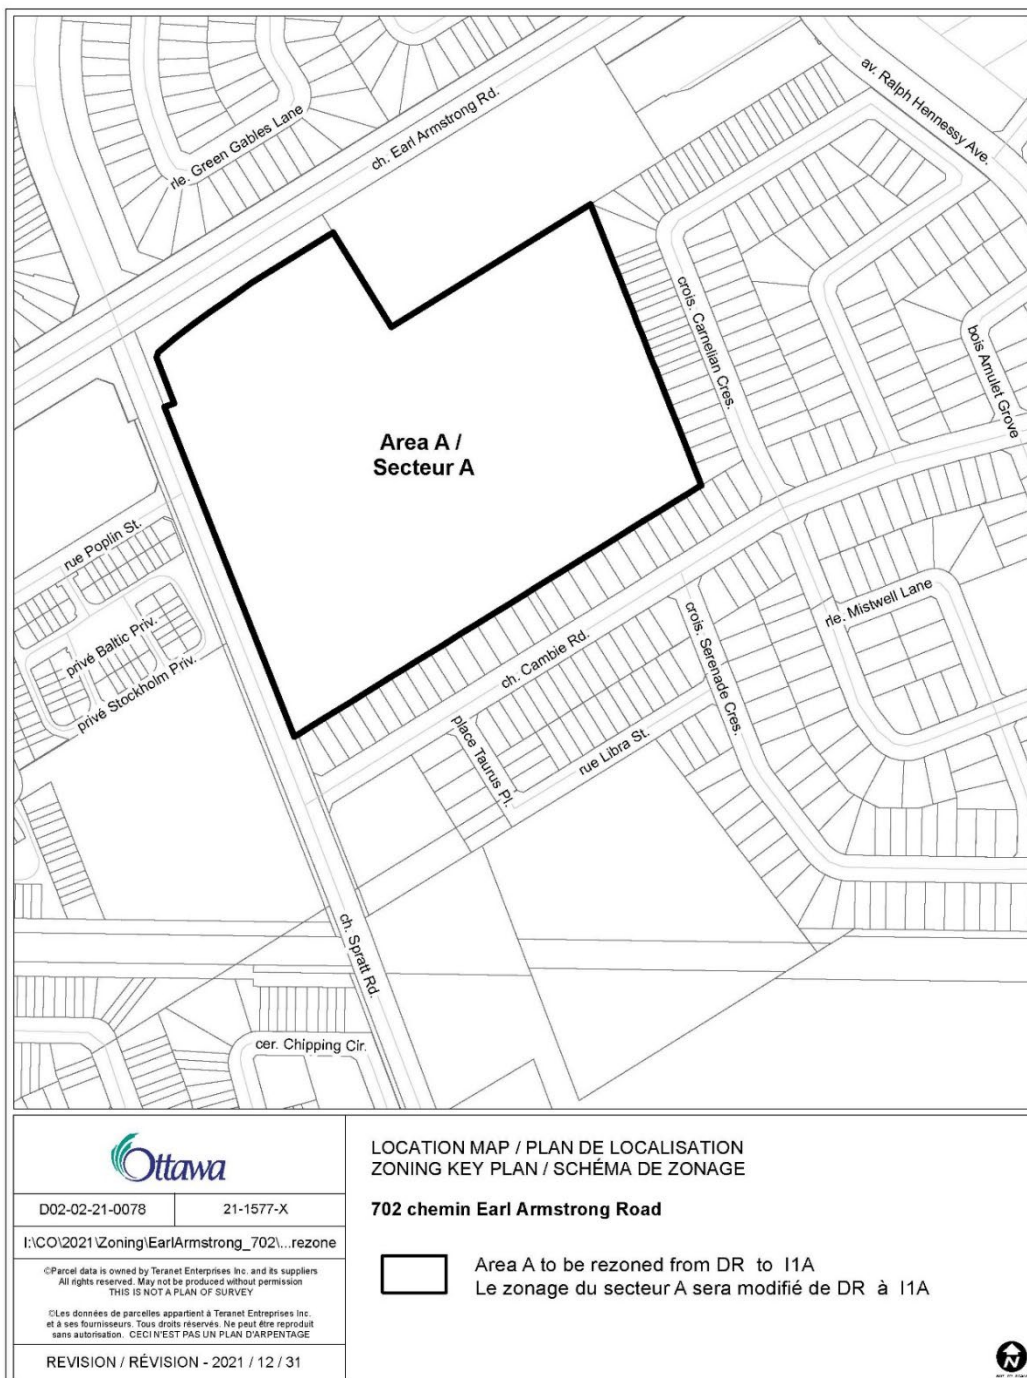 rle. Green Gables Lane
ch. Earl Armstrong Rd.
av. Ralph Hennessy Ave.
crois. Carnelian Cres.
bois Amulet Grove
Area A /
Secteur A
rue Poplin St.
privé Baltic Priv.
privé Stockholm Priv.
rle. Mistwell Lane
ch. Cambie Rd.
crois. Serenade Cres.
place Taurus Pl.
rue Libra St.
ch. Spratt Rd.
cer. Chipping Cir.
Ottawa
D02-02-21-0078
21-1577-X
I:\CO\2021\Zoning\EarlArmstrong_702\...rezone
©Parcel data is owned by Teranet Enterprises Inc. and its suppliers
All rights reserved. May not be produced without permission
THIS IS NOT A PLAN OF SURVEY
©Les données de parcelles appartient à Teranet Entreprises Inc.
et à ses fournisseurs. Tous droits réservés. Ne peut être reproduit
sans autorisation. CECI N'EST PAS UN PLAN D'ARPENTAGE
REVISION / RÉVISION - 2021 / 12 / 31
LOCATION MAP / PLAN DE LOCALISATION
ZONING KEY PLAN / SCHÉMA DE ZONAGE
702 chemin Earl Armstrong Road
Area A to be rezoned from DR to I1A
Le zonage du secteur A sera modifié de DR à I1A
N